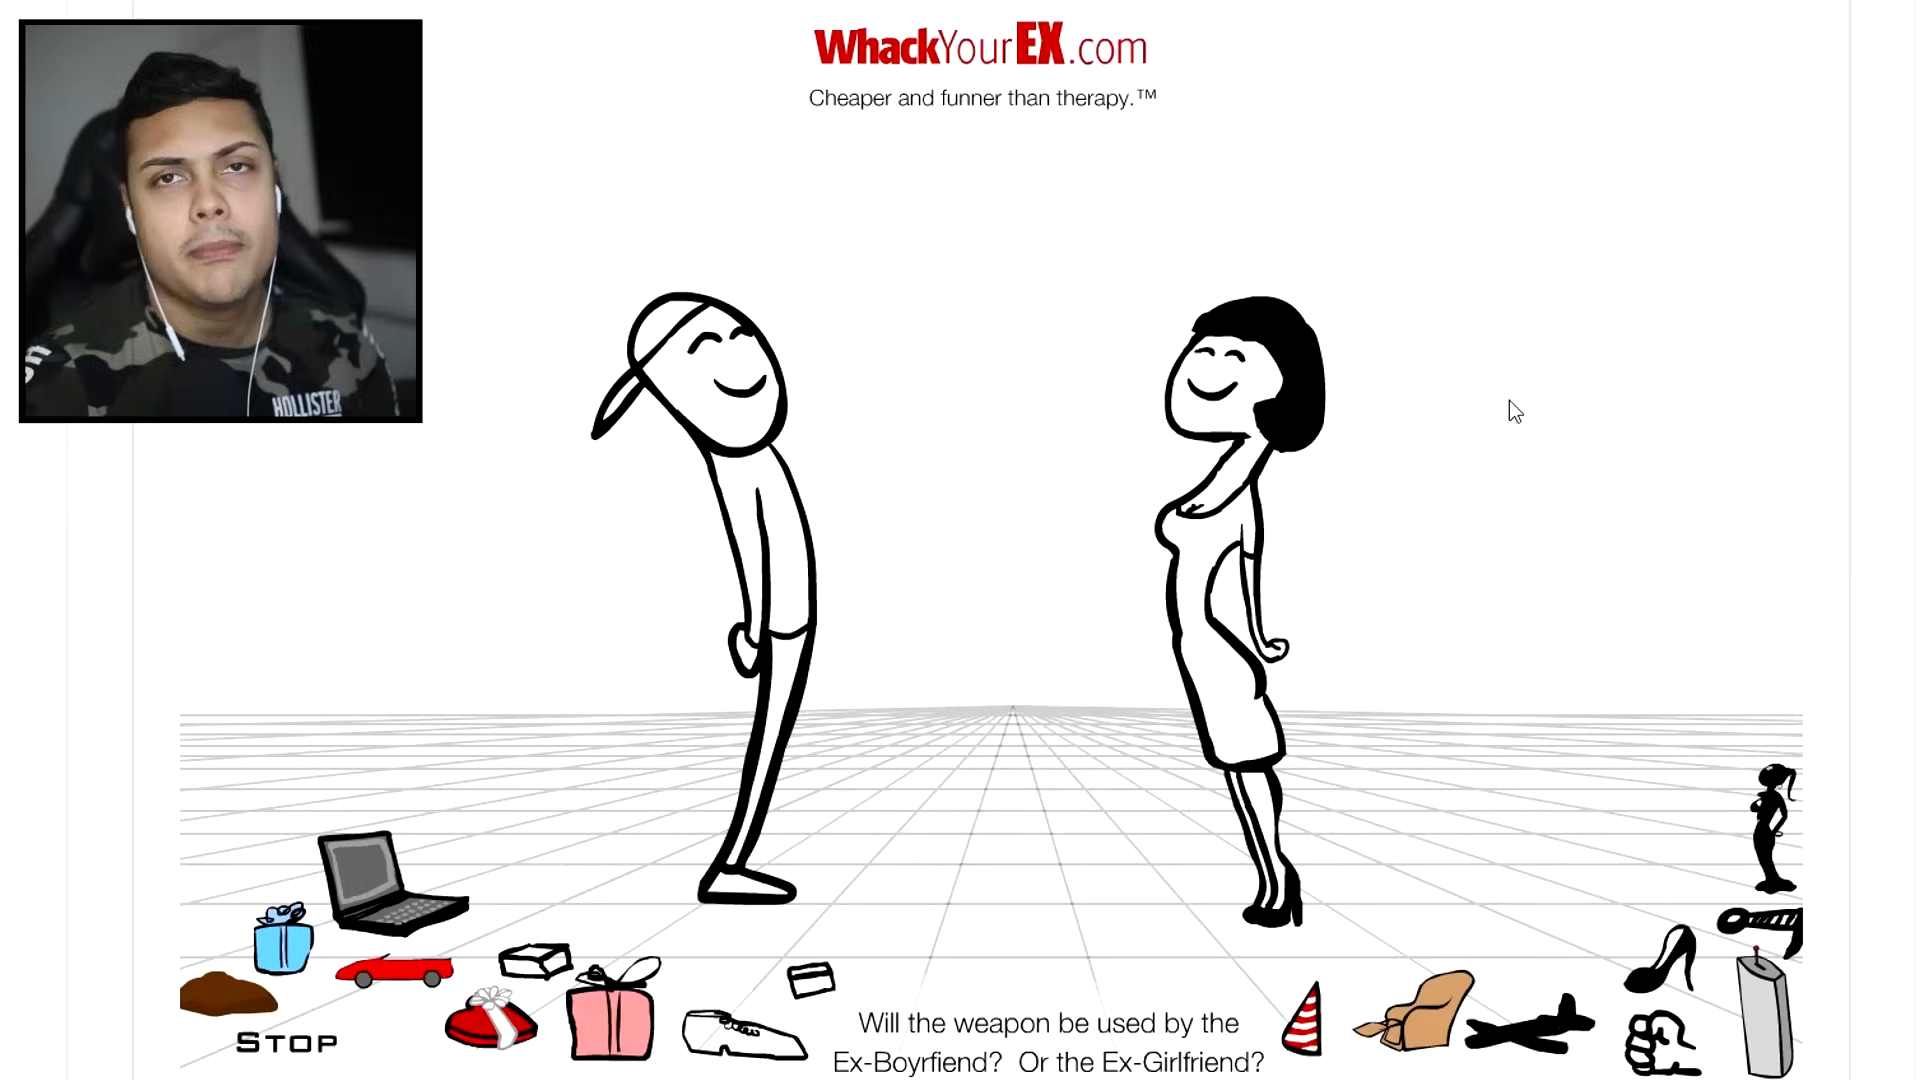 WhackYourEX.com
Cheaper and funner than therapy.™
HOLLISTER
STOP
Will the weapon be used by the
Ex-Boyrfiend? Or the Ex-Girlfriend?